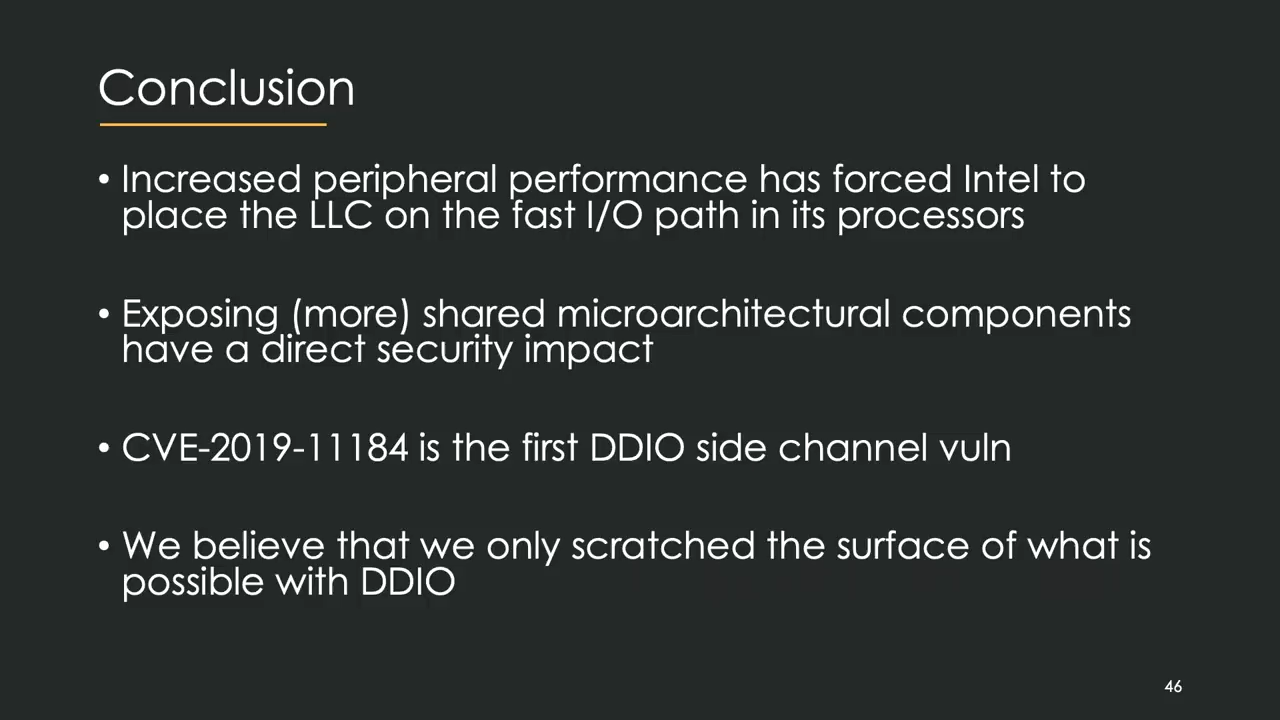 Conclusion
• Increased peripheral performance has forced Intel to
place the LLC on the fast I/O path in its processors
• Exposing (more) shared microarchitectural components
have a direct security impact
• CVE-2019-11184 is the first DDIO side channel vuln
• We believe that we only scratched the surface of what is
possible with DDIO
46